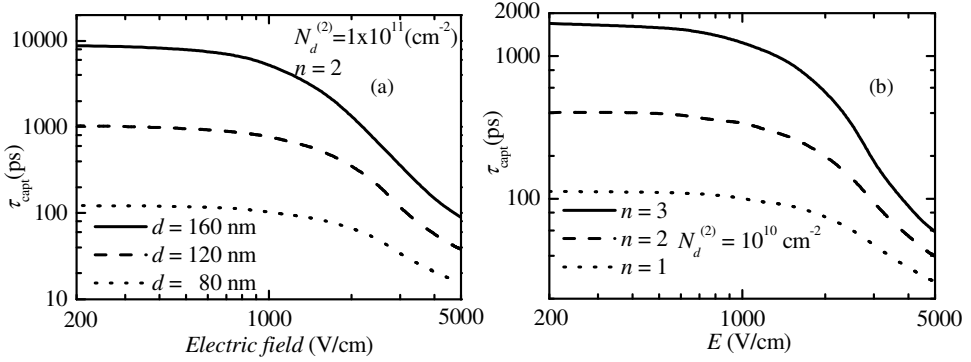 10000
1000
100
10
τcapt(ps)
Nd(2)=1x10^11(cm-2)
n = 2
(a)
d = 160 nm
d = 120 nm
d = 80 nm
200
1000
5000
Electric field (V/cm)
2000
1000
100
τcapt(ps)
(b)
n = 3
n = 2
n = 1
Nd(2) = 10^10 cm-2
200
1000
5000
E (V/cm)